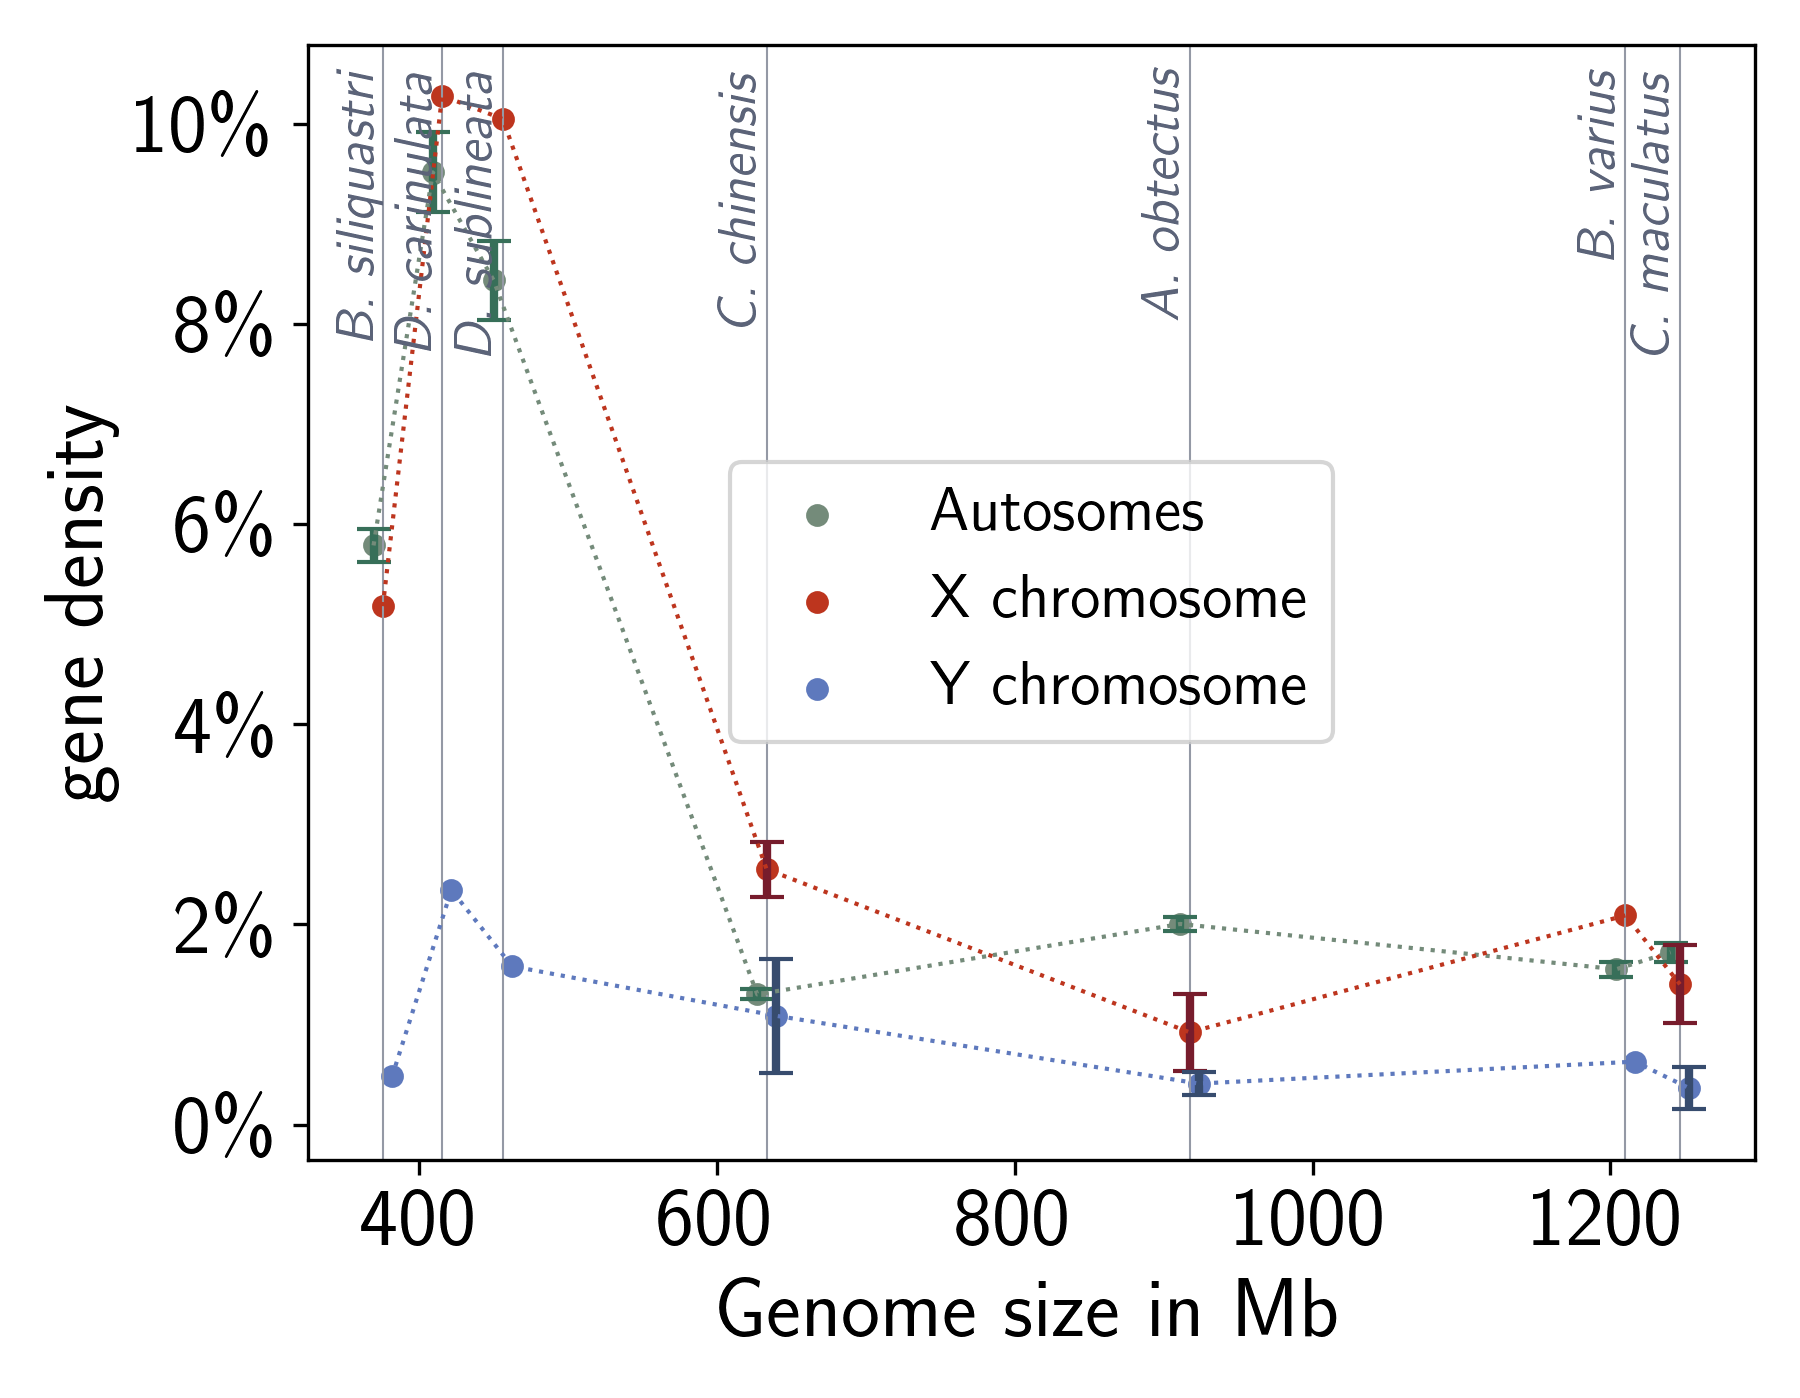 B. siliquastri
D. carinulata
D. sublineata
C. chinensis
A. obtectus
B. varius
C. maculatus
10%
8%
6%
4%
2%
0%
gene density
Autosomes
X chromosome
Y chromosome
400
600
800
1000
1200
Genome size in Mb